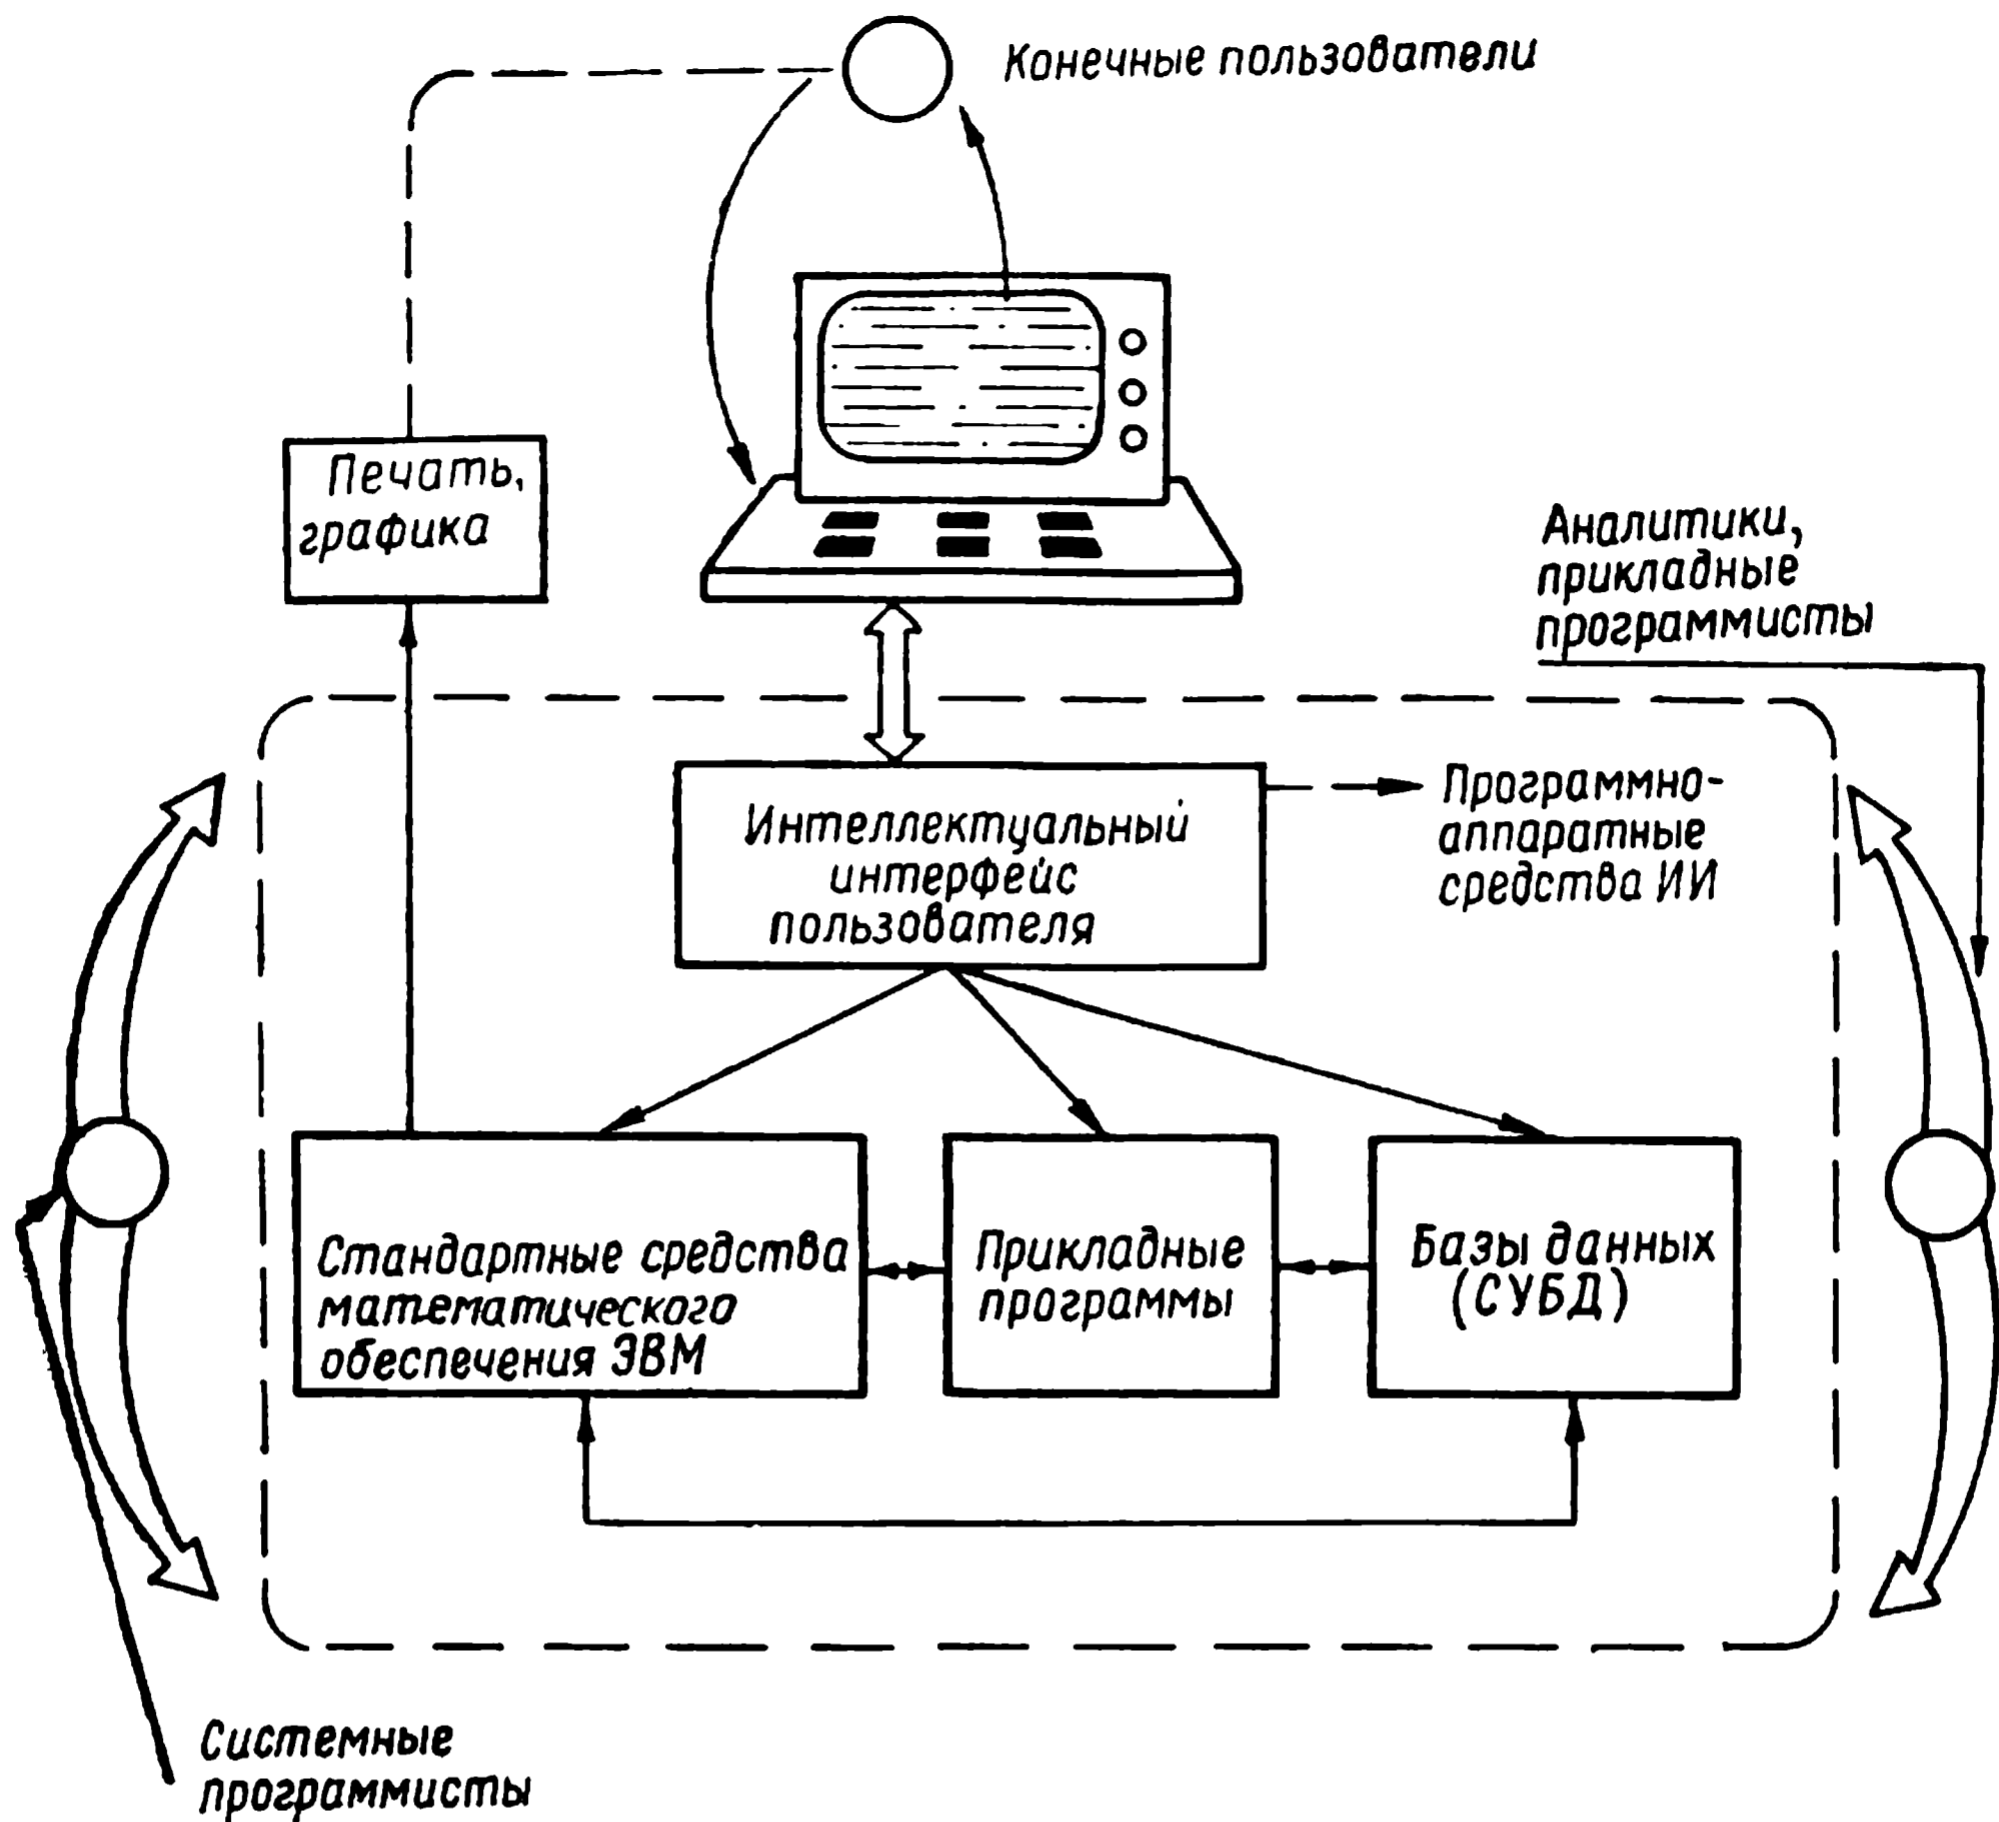 Конечные пользователи
Печать,
графика
Аналитики,
прикладные
программисты
Интеллектуальный
интерфейс
пользователя
Программно-
аппаратные
средства ИИ
Стандартные средства
математического
обеспечения ЭВМ
Прикладные
программы
Базы данных
(СУБД)
Системные
программисты